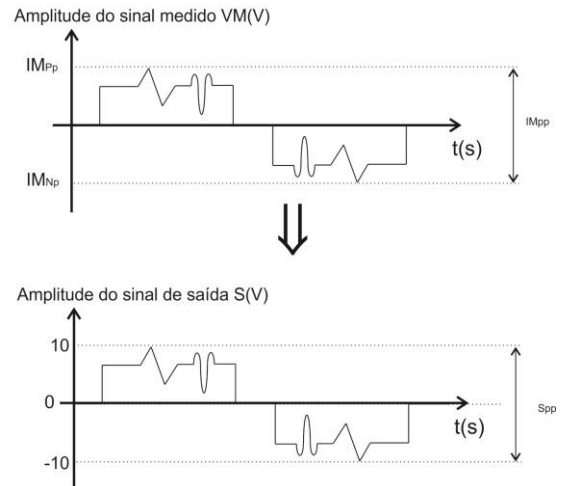 Amplitude do sinal medido VM(V)
IMPp
IMpp
t(s)
IMNp
Amplitude do sinal de saída S(V)
10
0
Spp
t(s)
-10